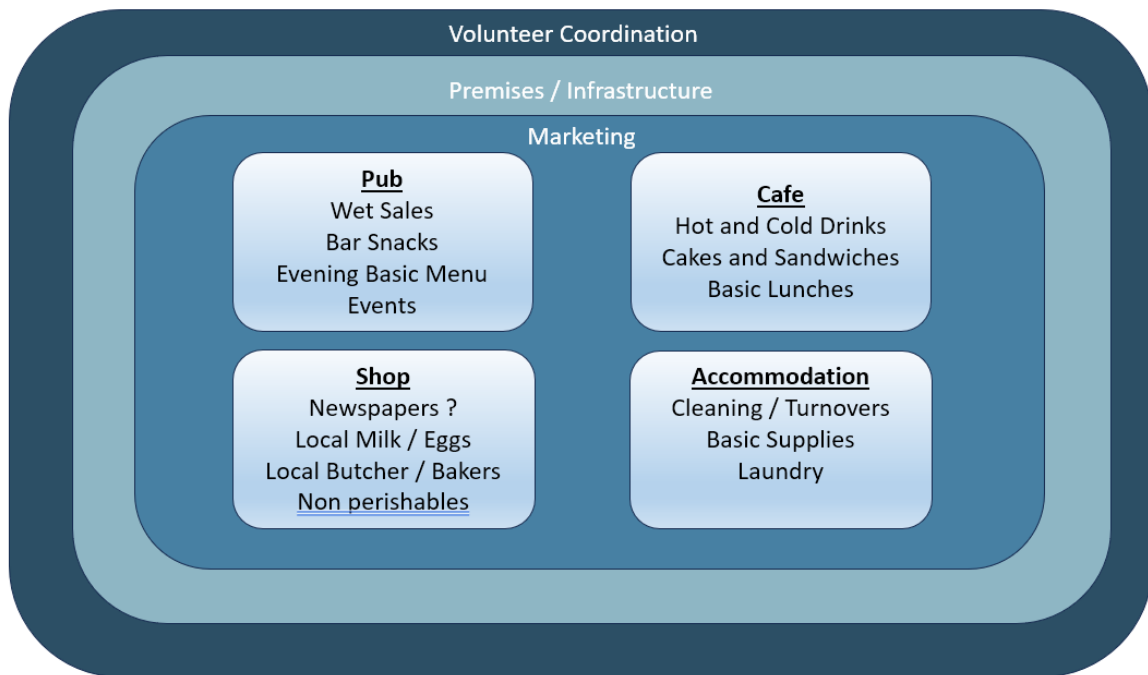 Volunteer Coordination
Premises / Infrastructure
Marketing
Pub
Wet Sales
Bar Snacks
Evening Basic Menu
Events
Cafe
Hot and Cold Drinks
Cakes and Sandwiches
Basic Lunches
Shop
Newspapers ?
Local Milk / Eggs
Local Butcher / Bakers
Non perishables
Accommodation
Cleaning / Turnovers
Basic Supplies
Laundry